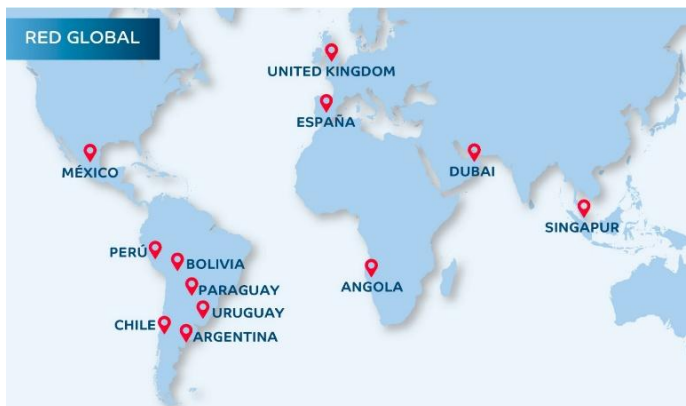 RED GLOBAL
UNITED KINGDOM
ESPAÑA
MÉXICO
DUBAI
SINGAPUR
PERÚ
BOLIVIA
ANGOLA
PARAGUAY
URUGUAY
CHILE
ARGENTINA